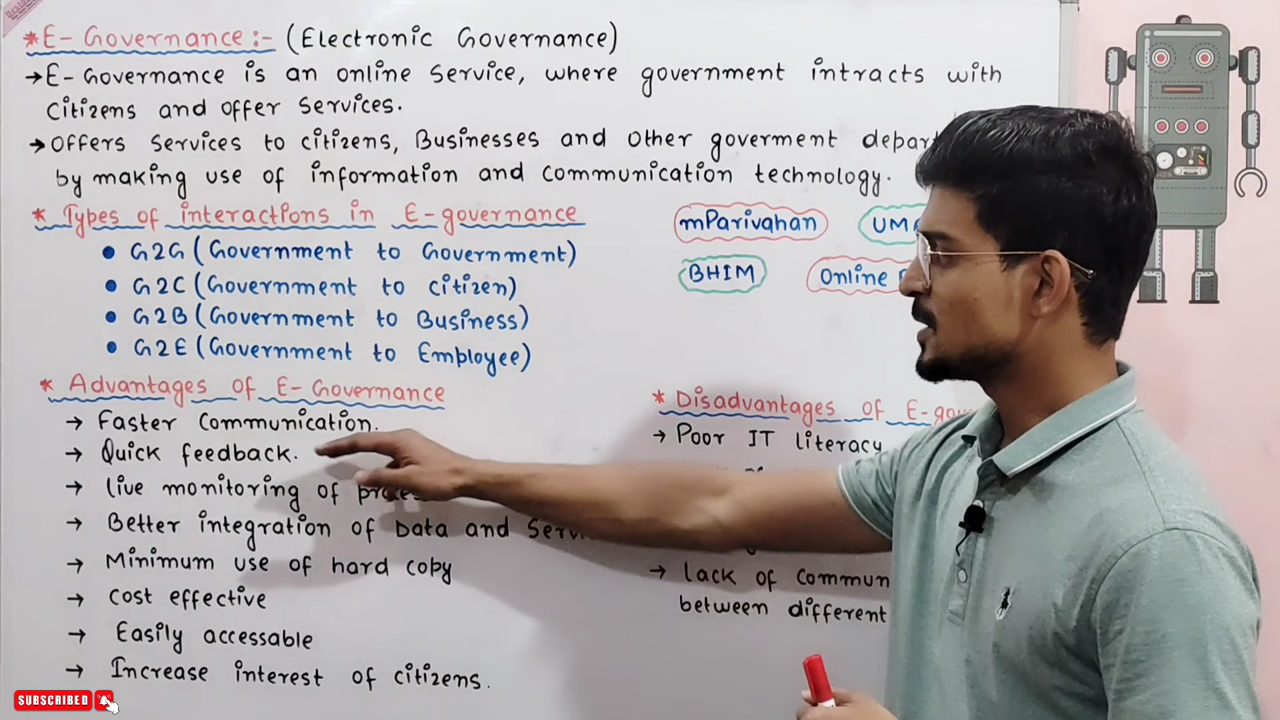 *E-Governance:- (Electronic Governance)
→E-Governance is an online service, where government intracts with
citizens and offer services.
→Offers services to citizens, Businesses and other goverment
by making use of information and communication technology.
* Types of interactions in E-governance
• G2G (Government to Government)
• G2C (Government to citizen)
• G2B (Government to Business)
• G2E (Government to Employee)
mParivahan
BHIM
Online
* Advantages of E-Governance
→ Faster Communication.
→ Quick feedback.
→ live monitoring of
→ Better integration of Data and
→ Minimum use of hard copy
→ cost effective
→ Easily accessable
→ Increase interest of citizens.
* Disadvantages of
→ Poor IT literacy
→ lack of
between different
SUBSCRIBED